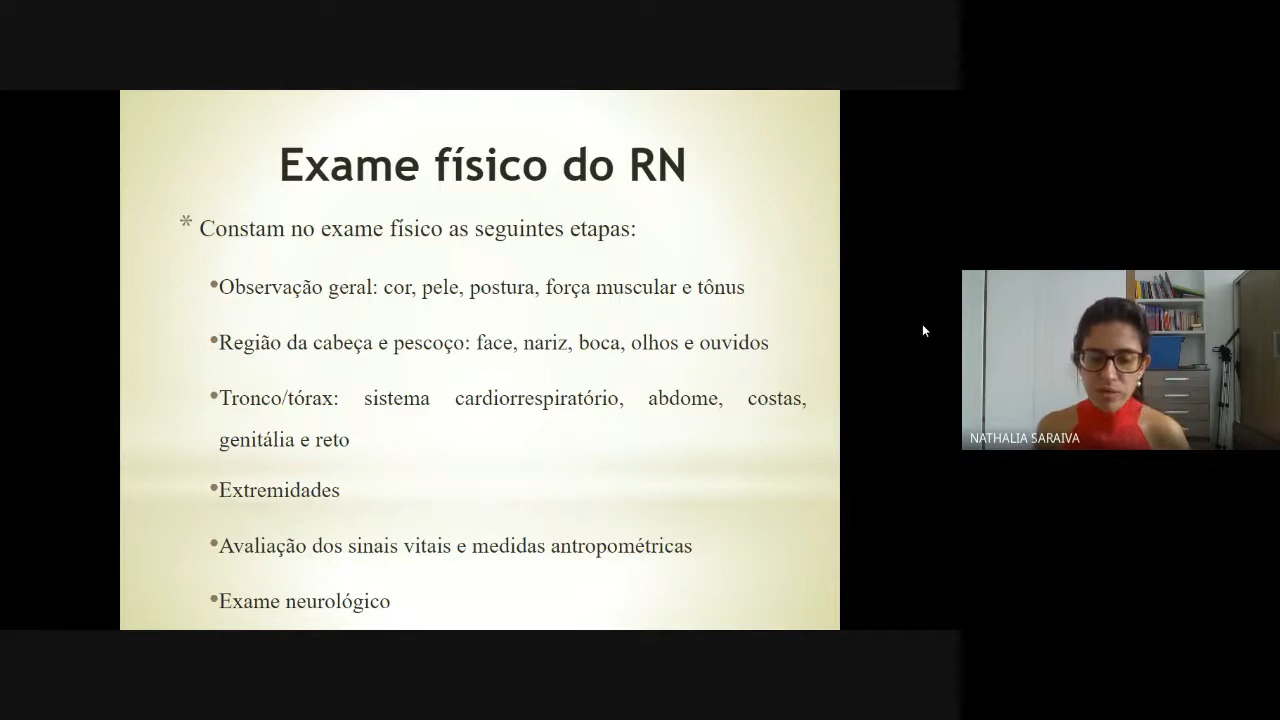 Exame físico do RN
* Constam no exame físico as seguintes etapas:
•Observação geral: cor, pele, postura, força muscular e tônus
•Região da cabeça e pescoço: face, nariz, boca, olhos e ouvidos
•Tronco/tórax: sistema cardiorrespiratório, abdome, costas,
genitália e reto
•Extremidades
•Avaliação dos sinais vitais e medidas antropométricas
•Exame neurológico
NATHALIA SARAIVA